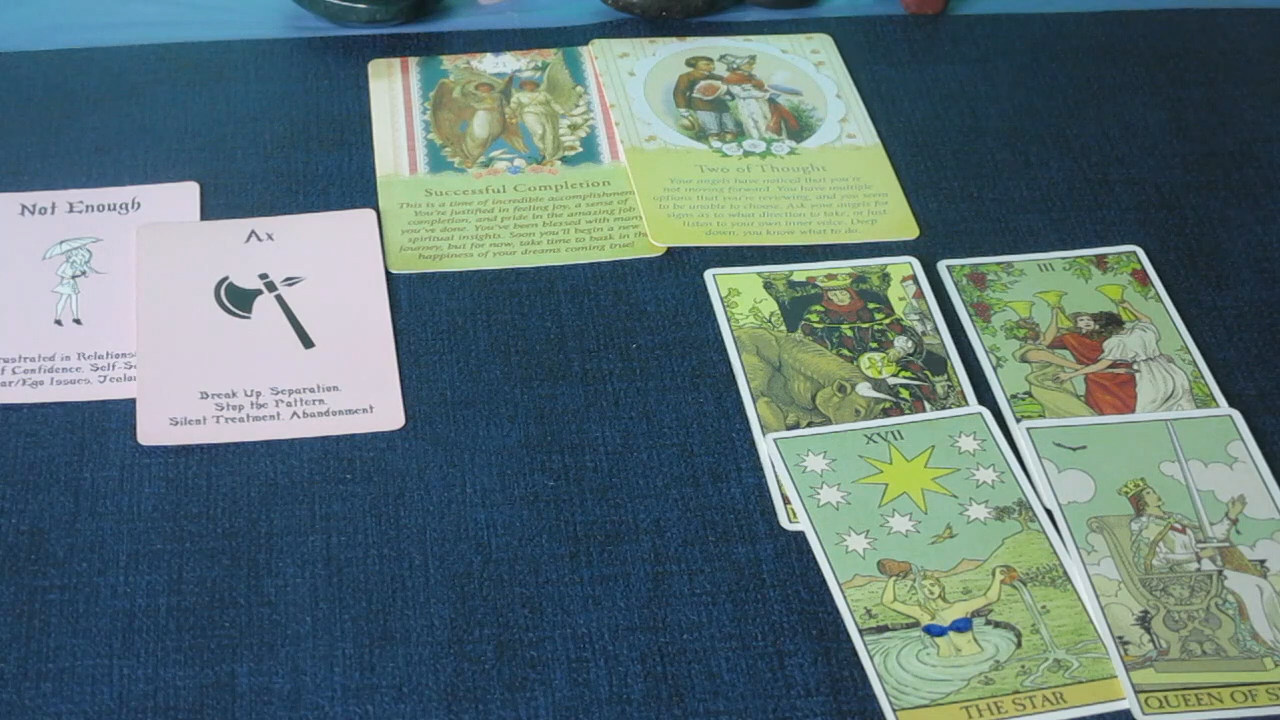 Not Enough
Frustrated in Relations
f Confidence. Self-S
ar/Ego Issues. Jealou
Ax
Break Up. Separation.
Stop the Pattern.
Silent Treatment. Abandonment
21
Successful Completion
This is a time of incredible accomplishment
You're justified in feeling joy, a sense of
completion, and pride in the amazing job
you've done. You've been blessed with many
spiritual insights. Soon you'll begin a new
journey, but for now, take time to bask in the
happiness of your dreams coming true!
Two of Thought
Your angels have noticed that you're
not moving forward. You have multiple
options that you're reviewing, and you seem
to be unable to choose. Ask your angels for
signs as to what direction to take, or just
listen to your own inner voice. Deep
down, you know what to do.
III
XVII
THE STAR
QUEEN OF S